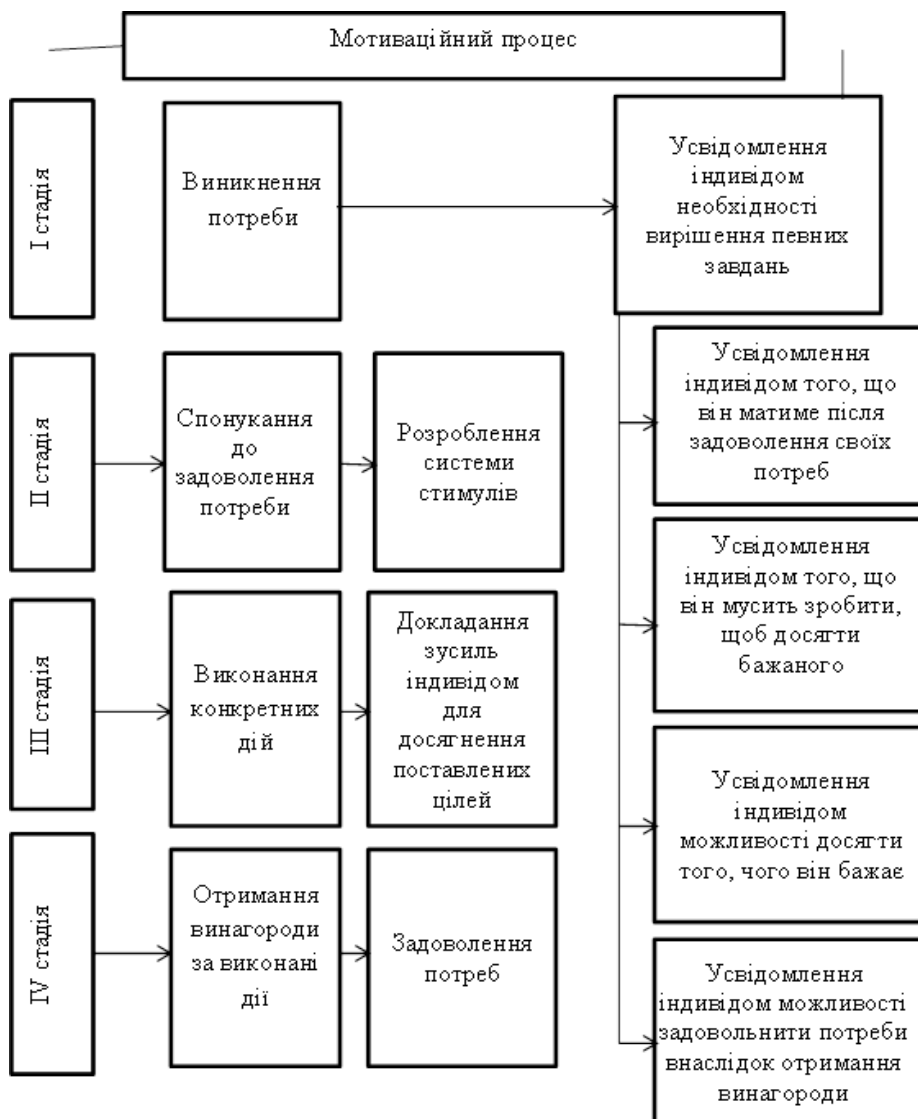 Мотиваційний процес
І стадія
Виникнення
потреби
Усвідомлення
індивідом
необхідності
вирішення певних
завдань
ІІ стадія
Спонукання
до
задоволення
потреби
Розроблення
системи
стимулів
Усвідомлення
індивідом того, що
він матиме після
задоволення своїх
потреб
Усвідомлення
індивідом того, що
він мусить зробити,
щоб досягти
бажаного
ІІІ стадія
Виконання
конкретних
дій
Докладання
зусиль
індивідом
для
досягнення
поставлених
цілей
Усвідомлення
індивідом
можливості досягти
того, чого він бажає
IV стадія
Отримання
винагороди
за виконані
дії
Задоволення
потреб
Усвідомлення
індивідом можливості
задовольнити потреби
внаслідок отримання
винагороди